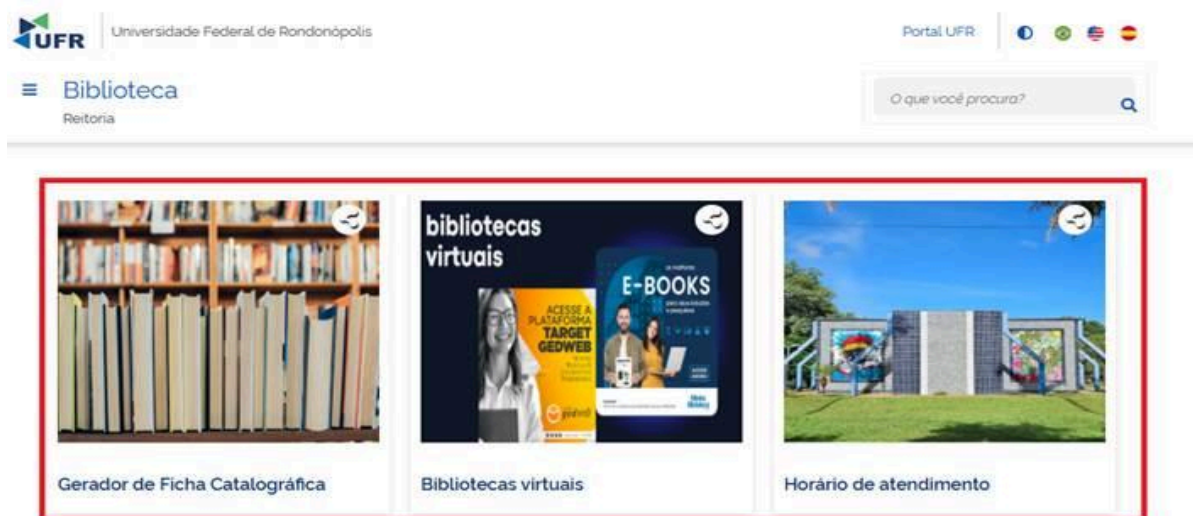 UFR
Universidade Federal de Rondonópolis
Portal UFR
Biblioteca
Reitoria
O que você procura?
bibliotecas
virtuais
ACESSE A
PLATAFORMA
TARGET
GEDWEB
E-BOOKS
Gerador de Ficha Catalográfica
Bibliotecas virtuais
Horário de atendimento